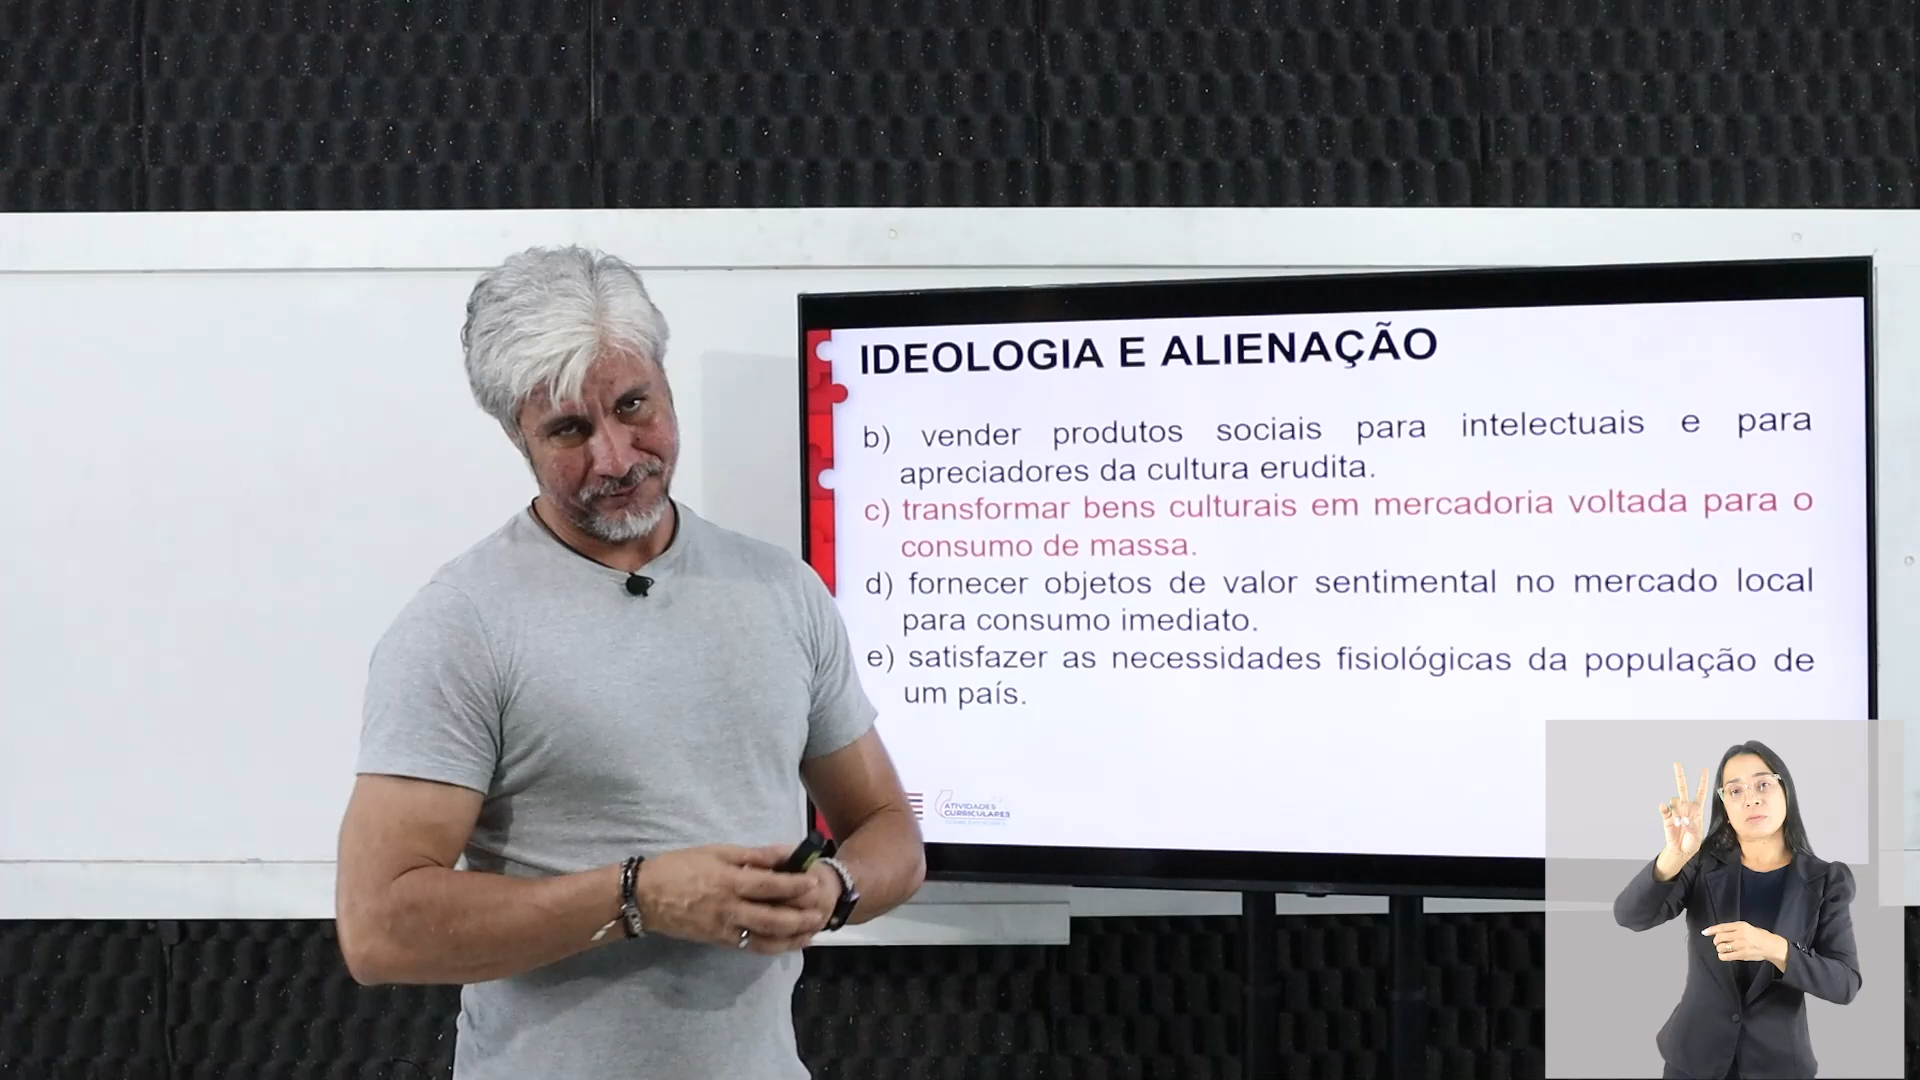 IDEOLOGIA E ALIENAÇÃO
b) vender produtos sociais para intelectuais e para
apreciadores da cultura erudita.
c) transformar bens culturais em mercadoria voltada para o
consumo de massa.
d) fornecer objetos de valor sentimental no mercado local
para consumo imediato.
e) satisfazer as necessidades fisiológicas da população de
um país.
ATIVIDADES
CURRICULARES